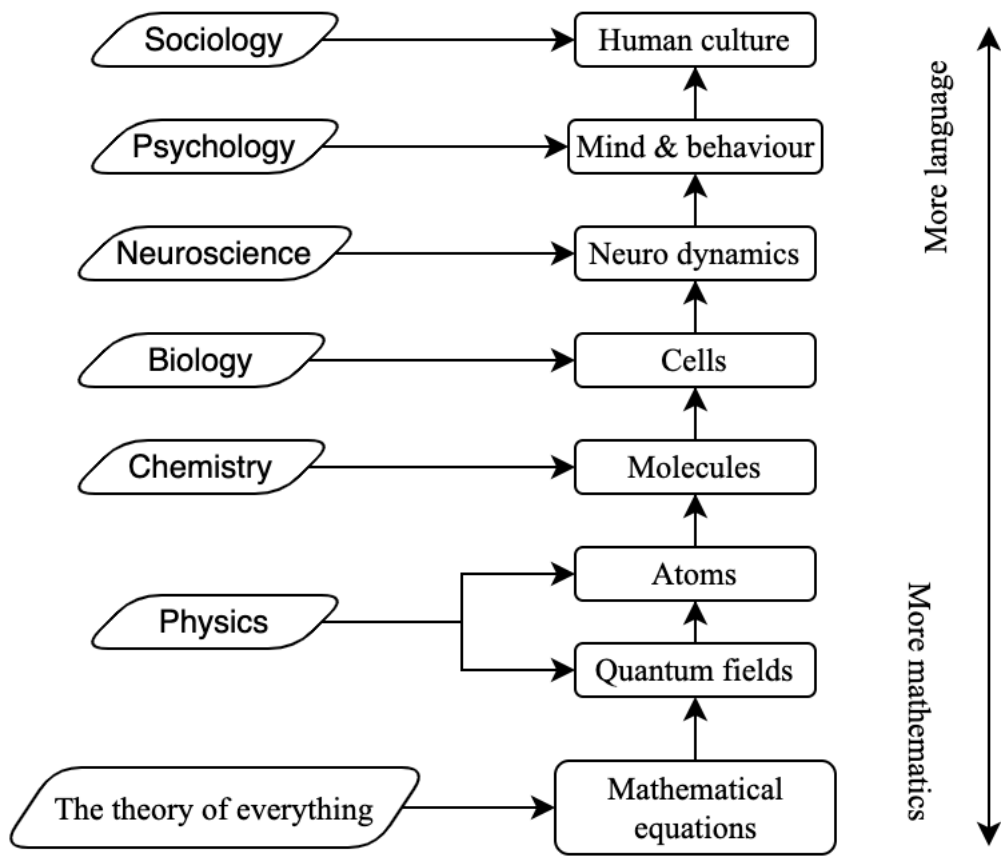 Sociology
Human culture
Psychology
Mind & behaviour
Neuroscience
Neuro dynamics
Biology
Cells
Chemistry
Molecules
Physics
Atoms
Quantum fields
The theory of everything
Mathematical
equations
More language
More mathematics